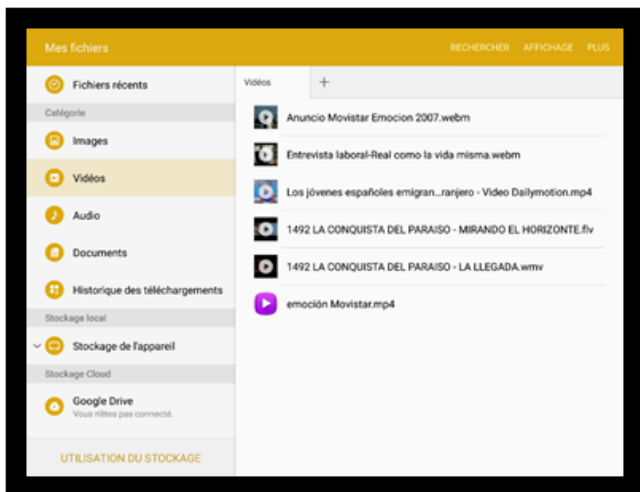 Mes fichiers
RECHERCHER AFFICHAGE PLUS
Fichiers récents
Catégorie
Images
Vidéos
Audio
Documents
Historique des téléchargements
Stockage local
Stockage de l'appareil
Stockage Cloud
Google Drive
Vous n'êtes pas connecté.
UTILISATION DU STOCKAGE
Vidéos +
Anuncio Movistar Emocion 2007.webm
Entrevista laboral-Real como la vida misma.webm
Los jóvenes españoles emigran...ranjero - Video Dailymotion.mp4
1492 LA CONQUISTA DEL PARAISO - MIRANDO EL HORIZONTE.flv
1492 LA CONQUISTA DEL PARAISO - LA LLEGADA.wmv
emoción Movistar.mp4